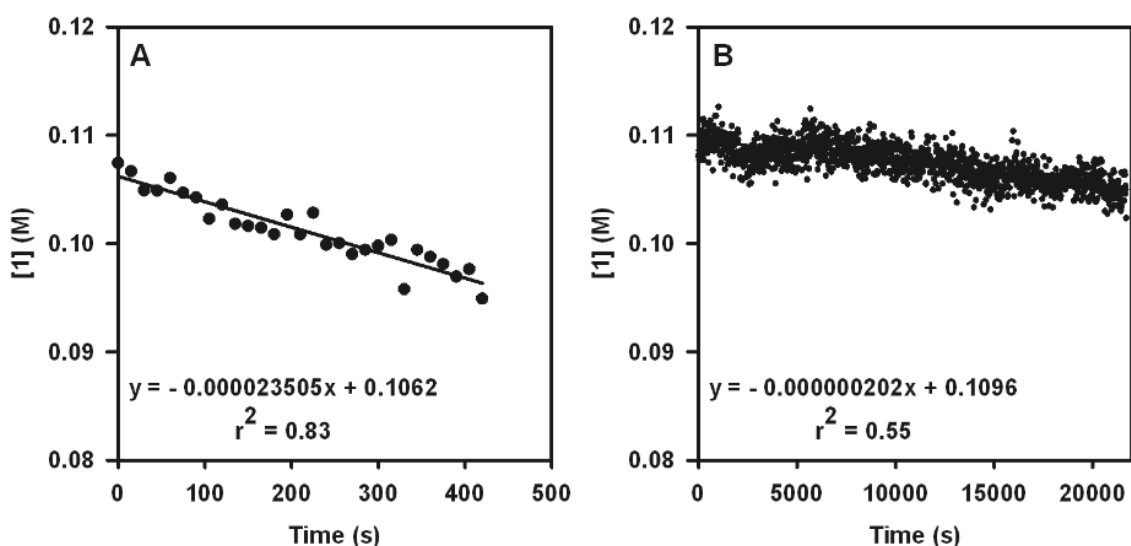 A
[1] (M)
0.12
0.11
0.10
0.09
0.08
y = - 0.000023505x + 0.1062
r2 = 0.83
0 100 200 300 400 500
Time (s)
B
[1] (M)
0.12
0.11
0.10
0.09
0.08
y = - 0.000000202x + 0.1096
r2 = 0.55
0 5000 10000 15000 20000
Time (s)